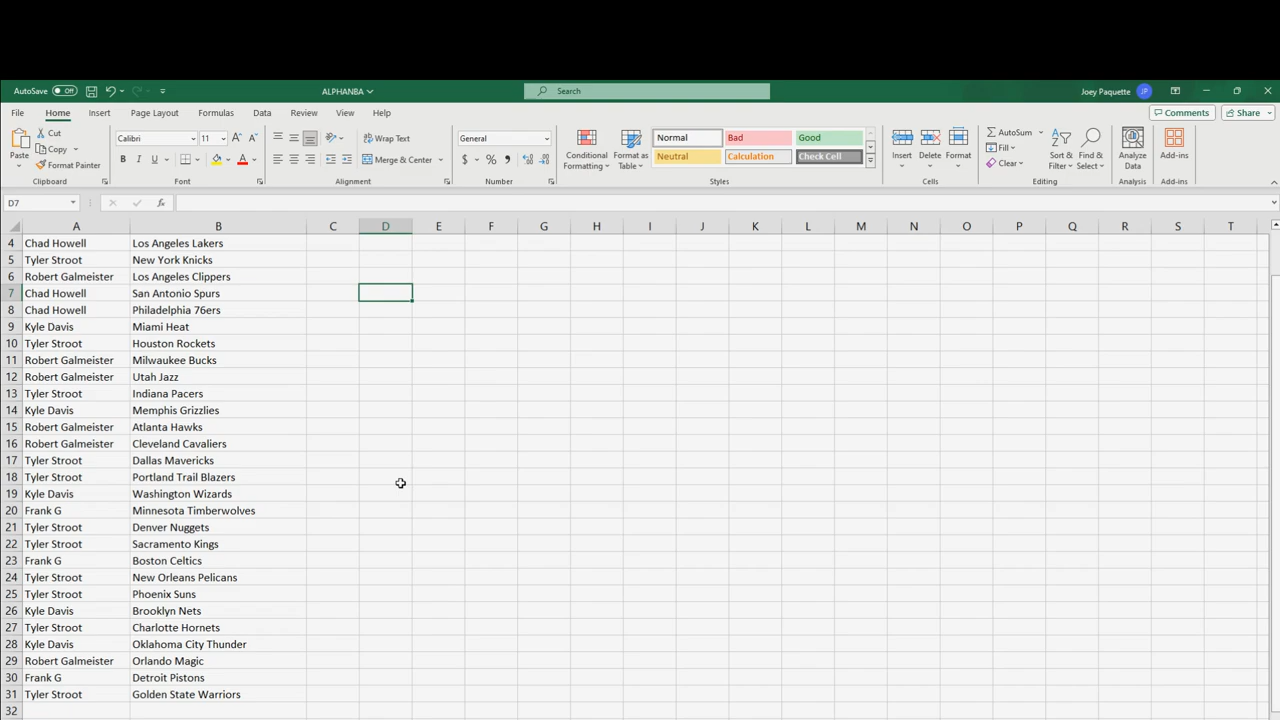 AutoSave Off ALPHANBA Search Joey Paquette JP
File Home Insert Page Layout Formulas Data Review View Help Comments Share
Paste Cut Copy Format Painter Clipboard
Calibri 11 B I U A Font
Wrap Text Merge & Center Alignment
General $ % , Number
Conditional Formatting Format as Table Normal Bad Good Neutral Calculation Check Cell Styles
Insert Delete Format Cells
AutoSum Fill Clear Sort & Filter Find & Select Editing
Analyze Data Analysis
Add-ins Add-ins
D7 fx
A B C D E F G H I J K L M N O P Q R S T
4 Chad Howell Los Angeles Lakers
5 Tyler Stroot New York Knicks
6 Robert Galmeister Los Angeles Clippers
7 Chad Howell San Antonio Spurs
8 Chad Howell Philadelphia 76ers
9 Kyle Davis Miami Heat
10 Tyler Stroot Houston Rockets
11 Robert Galmeister Milwaukee Bucks
12 Robert Galmeister Utah Jazz
13 Tyler Stroot Indiana Pacers
14 Kyle Davis Memphis Grizzlies
15 Robert Galmeister Atlanta Hawks
16 Robert Galmeister Cleveland Cavaliers
17 Tyler Stroot Dallas Mavericks
18 Tyler Stroot Portland Trail Blazers
19 Kyle Davis Washington Wizards
20 Frank G Minnesota Timberwolves
21 Tyler Stroot Denver Nuggets
22 Tyler Stroot Sacramento Kings
23 Frank G Boston Celtics
24 Tyler Stroot New Orleans Pelicans
25 Tyler Stroot Phoenix Suns
26 Kyle Davis Brooklyn Nets
27 Tyler Stroot Charlotte Hornets
28 Kyle Davis Oklahoma City Thunder
29 Robert Galmeister Orlando Magic
30 Frank G Detroit Pistons
31 Tyler Stroot Golden State Warriors
32